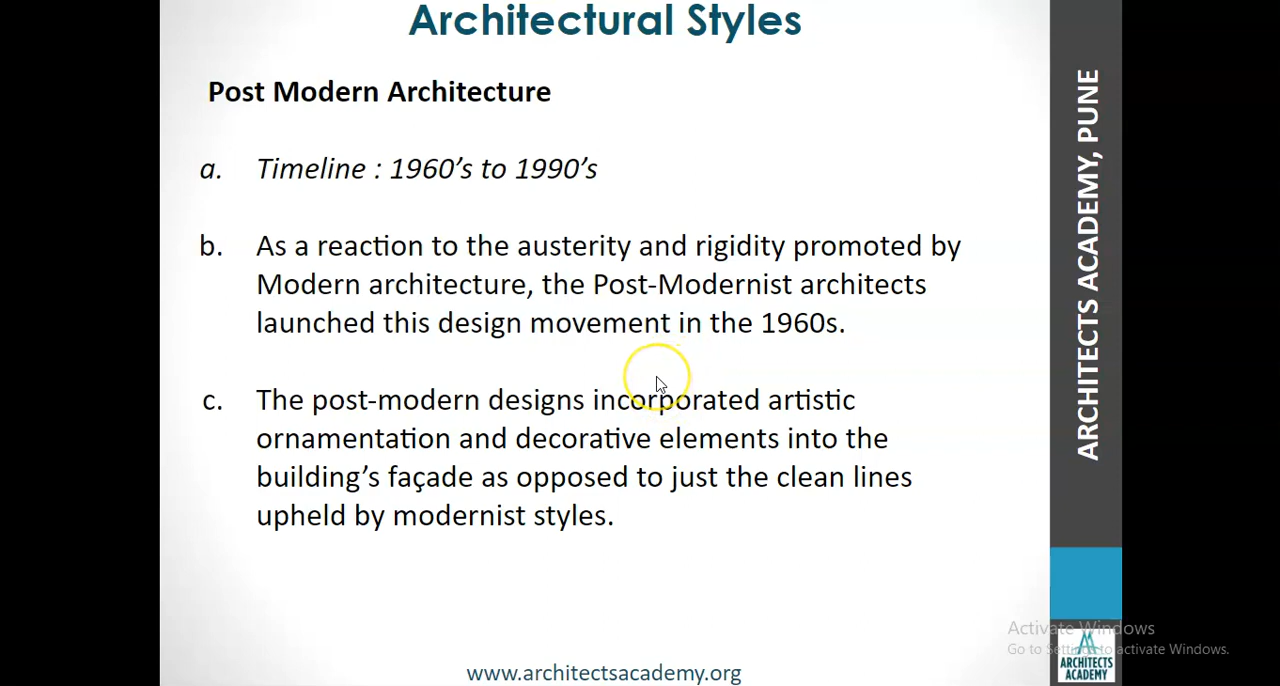 Architectural Styles
Post Modern Architecture
a. Timeline : 1960’s to 1990’s
b. As a reaction to the austerity and rigidity promoted by
Modern architecture, the Post-Modernist architects
launched this design movement in the 1960s.
c. The post-modern designs incorporated artistic
ornamentation and decorative elements into the
building’s façade as opposed to just the clean lines
upheld by modernist styles.
www.architectsacademy.org
ARCHITECTS ACADEMY, PUNE
Activate Windows
Go to Settings to activate Windows.
ARCHITECTS
ACADEMY